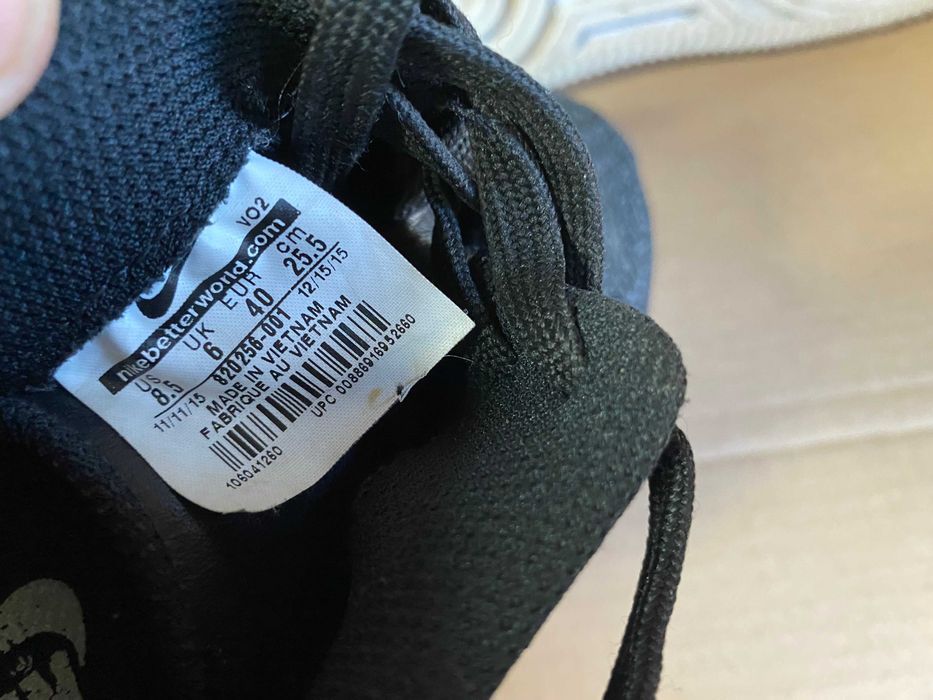 VO2
nikebetterworld.com
US UK EUR cm
8.5 6 40 25.5
11/11/15 820256-001 12/15/15
MADE IN VIETNAM
FABRIQUE AU VIETNAM
106041260 UPC 00886916952660